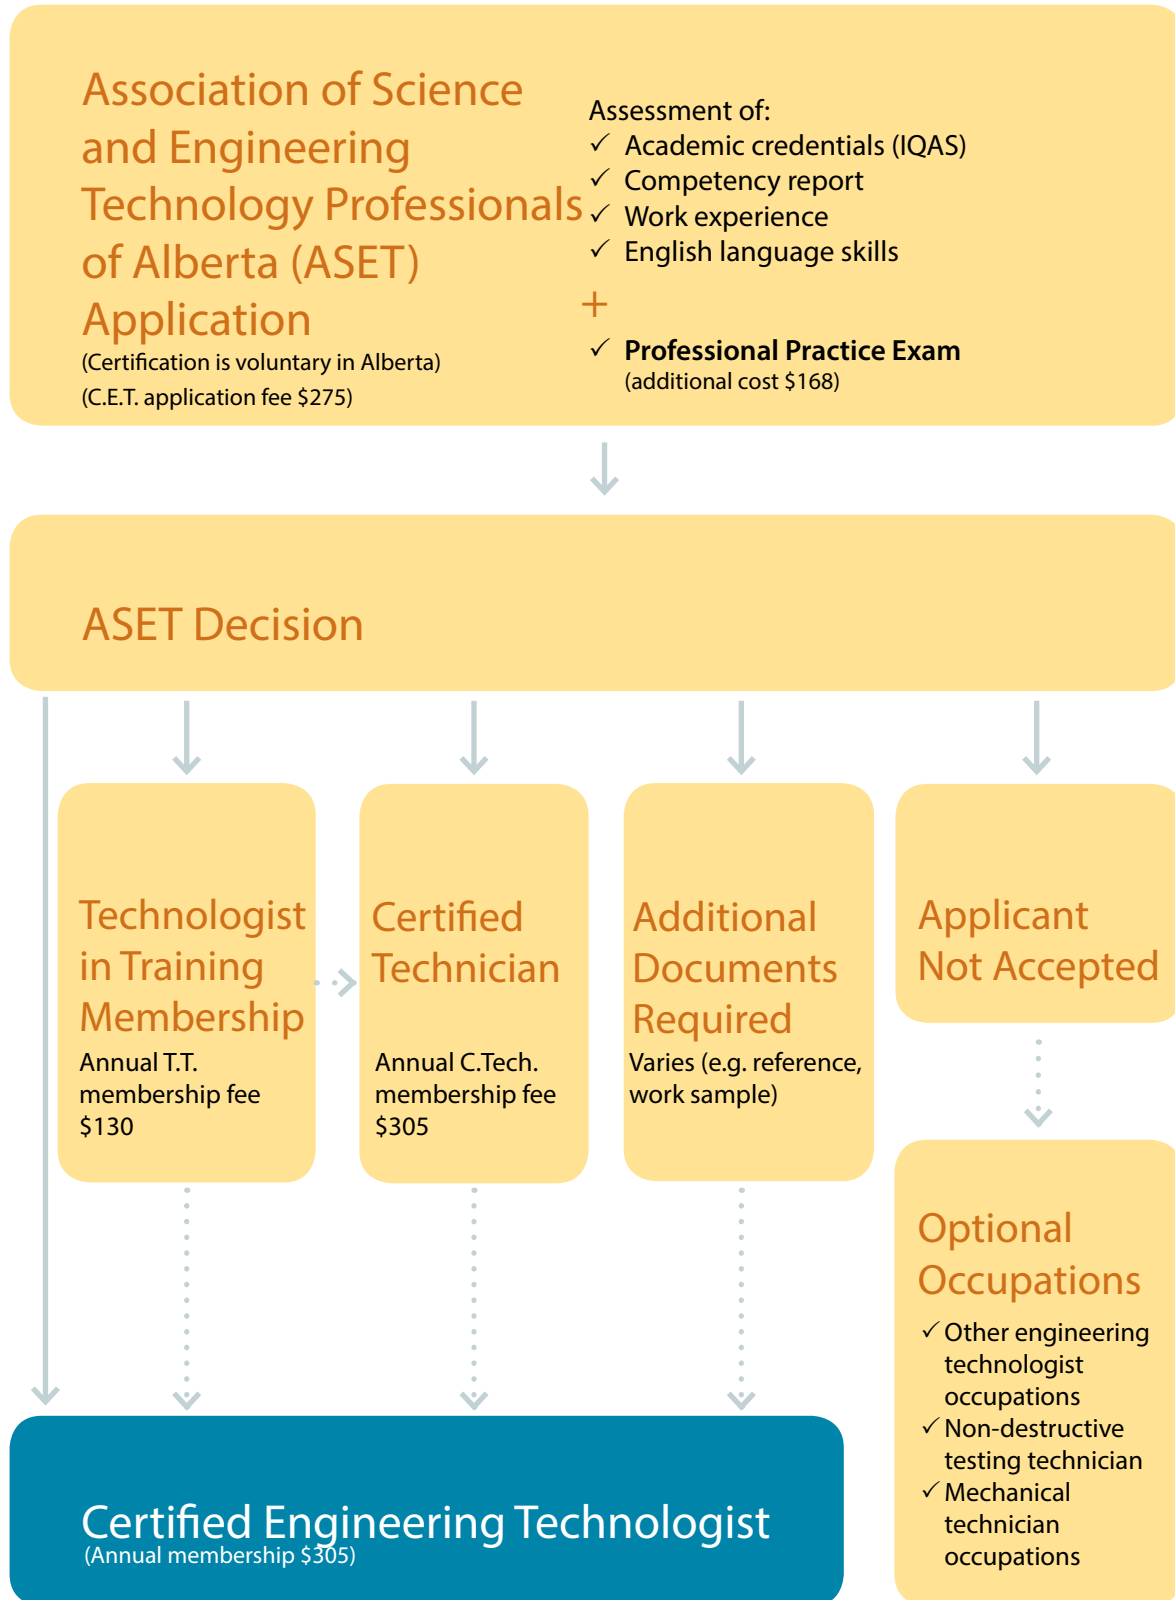 Association of Science
and Engineering
Technology Professionals
of Alberta (ASET)
Application
(Certification is voluntary in Alberta)
(C.E.T. application fee $275)
Assessment of:
✓ Academic credentials (IQAS)
✓ Competency report
✓ Work experience
✓ English language skills
+
✓ Professional Practice Exam
(additional cost $168)
ASET Decision
Technologist
in Training
Membership
Annual T.T.
membership fee
$130
Certified
Technician
Annual C.Tech.
membership fee
$305
Additional
Documents
Required
Varies (e.g. reference,
work sample)
Applicant
Not Accepted
Optional
Occupations
✓ Other engineering
technologist
occupations
✓ Non-destructive
testing technician
✓ Mechanical
technician
occupations
Certified Engineering Technologist
(Annual membership $305)